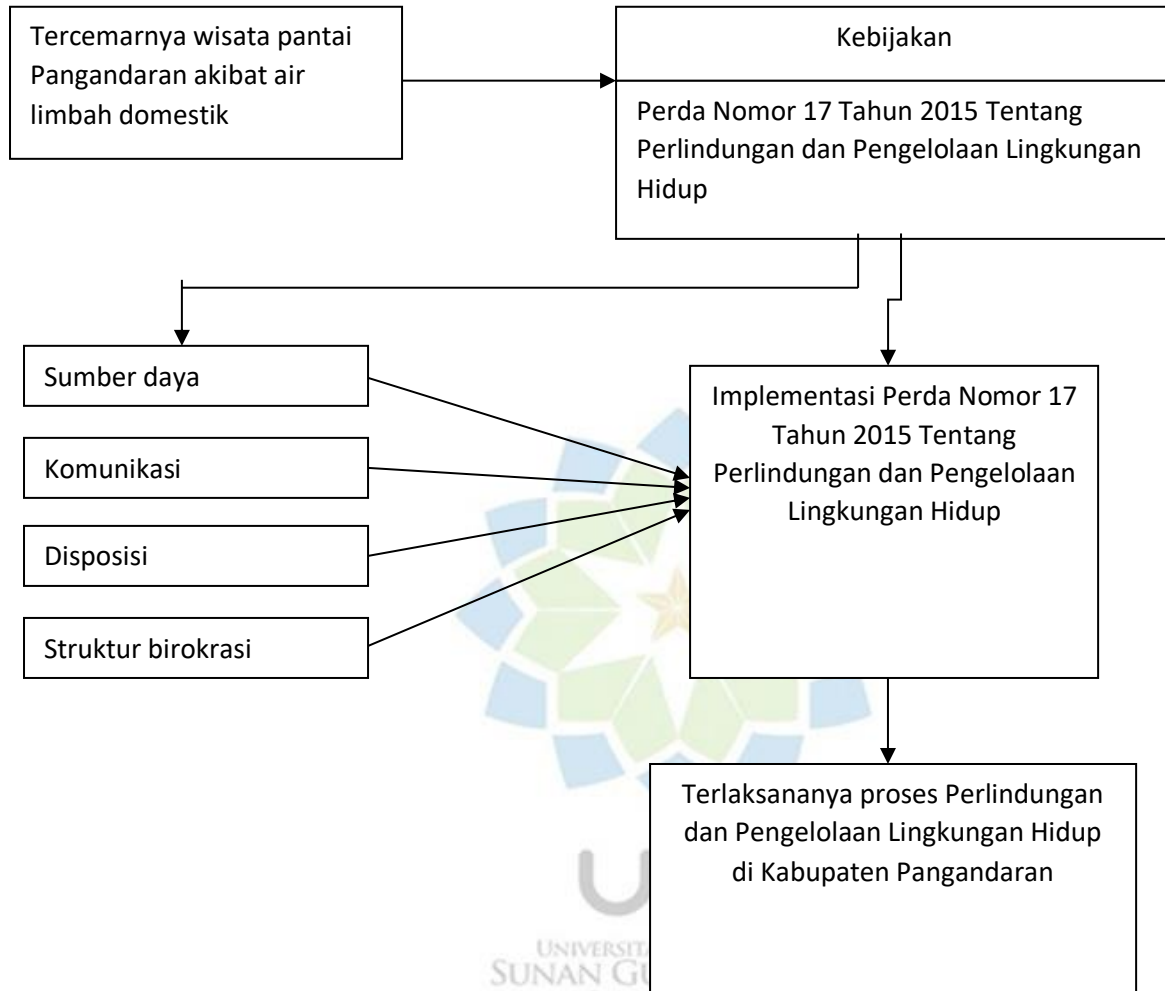 Tercemarnya wisata pantai
Pangandaran akibat air
limbah domestik
Kebijakan
Perda Nomor 17 Tahun 2015 Tentang
Perlindungan dan Pengelolaan Lingkungan
Hidup
Sumber daya
Komunikasi
Disposisi
Struktur birokrasi
Implementasi Perda Nomor 17
Tahun 2015 Tentang
Perlindungan dan Pengelolaan
Lingkungan Hidup
Terlaksananya proses Perlindungan
dan Pengelolaan Lingkungan Hidup
di Kabupaten Pangandaran
SUNAN